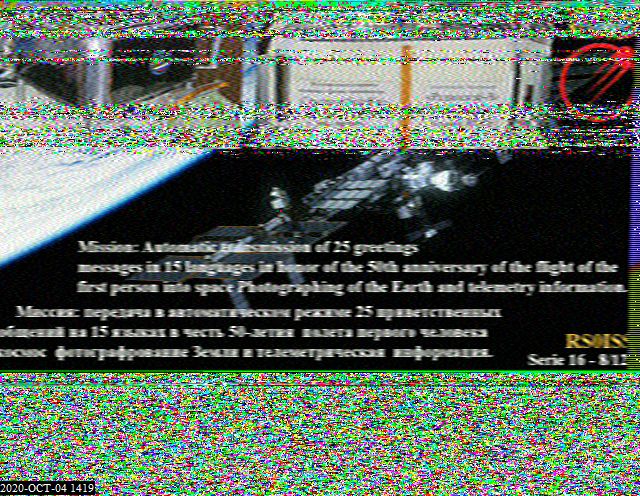 Mission: Automatic transmission of 25 greetings
messages in 15 languages in honor of the 50th anniversary of the flight of the
first person into space Photographing of the Earth and telemetry information.
Миссия: передача в автоматическом режиме 25 приветственных
общений на 15 языках в честь 50-летия полета первого человека
космос фотографирование Земли и телеметрическая информация.
RS0IS
Serie 16 - 8/12
2020-OCT-04 1419